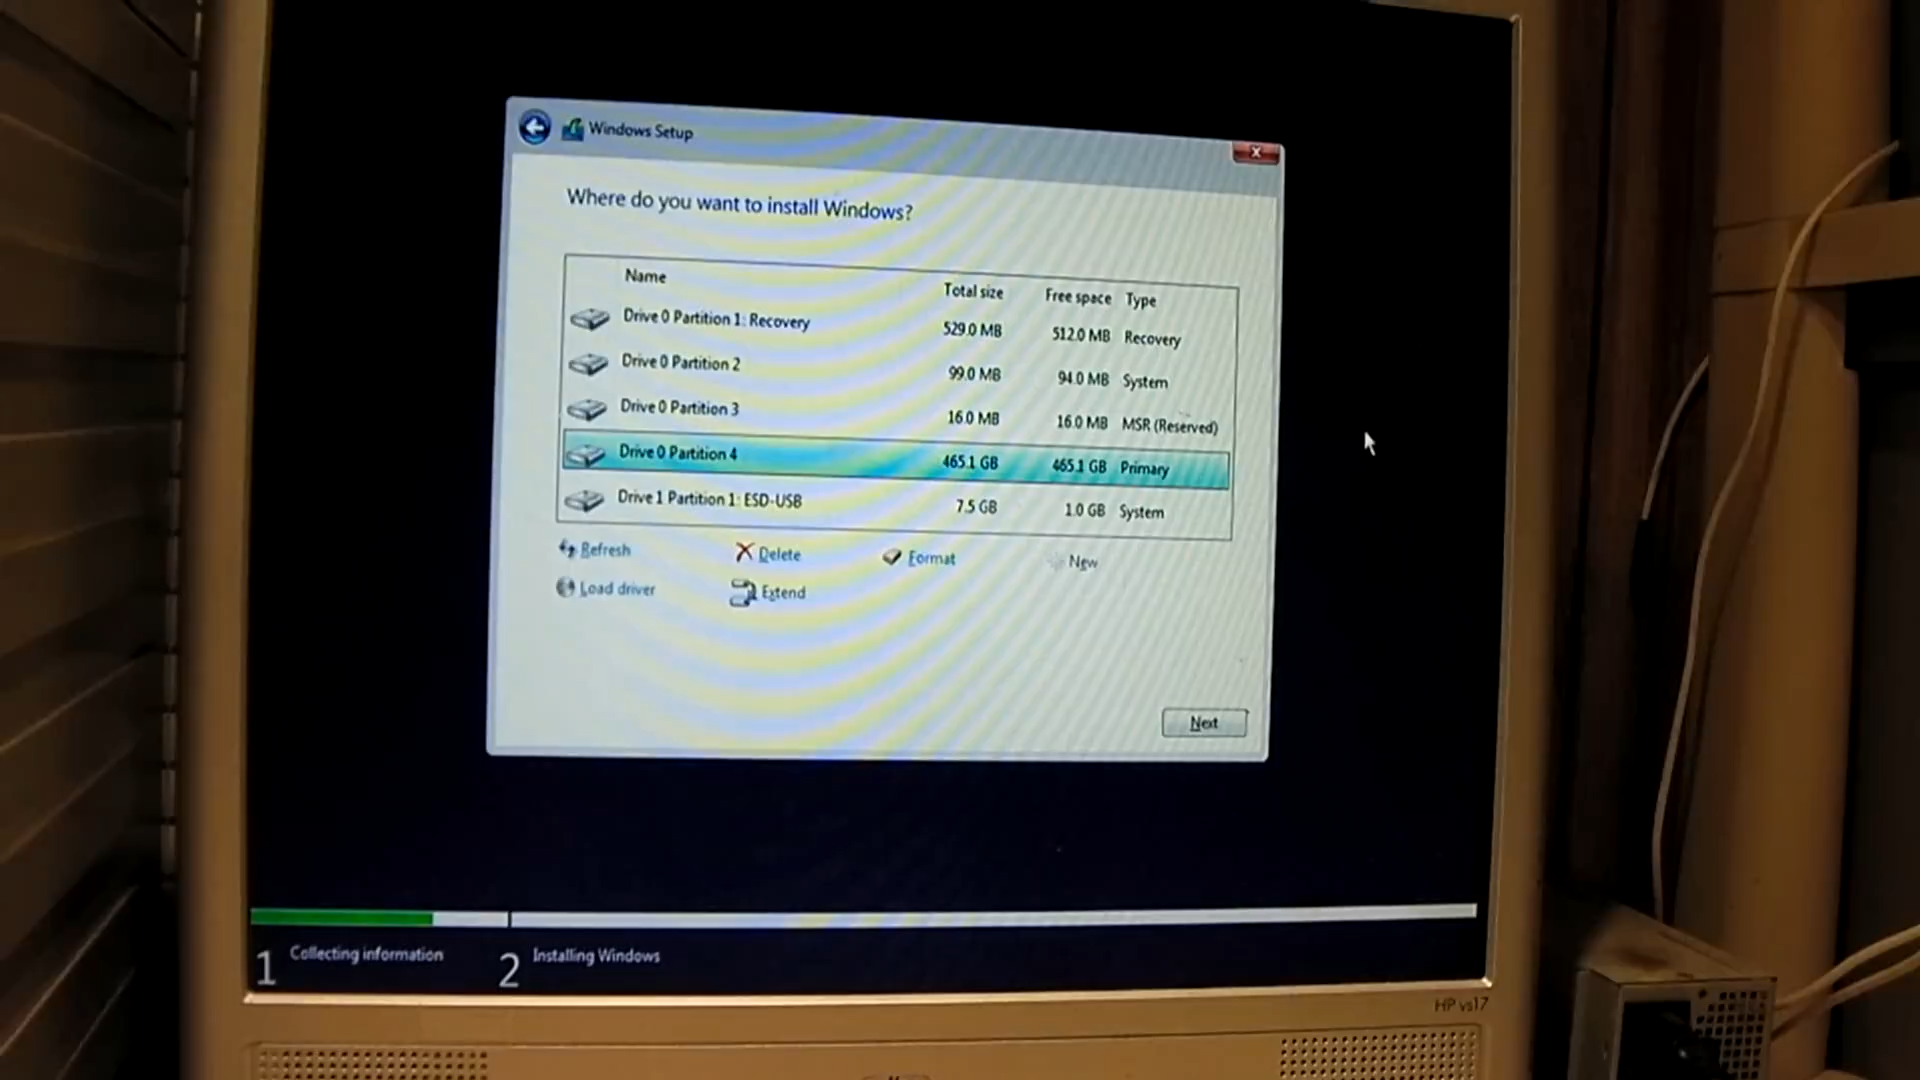 Windows Setup
x
Where do you want to install Windows?
Name Total size Free space Type
Drive 0 Partition 1: Recovery 529.0 MB 512.0 MB Recovery
Drive 0 Partition 2 99.0 MB 94.0 MB System
Drive 0 Partition 3 16.0 MB 16.0 MB MSR (Reserved)
Drive 0 Partition 4 465.1 GB 465.1 GB Primary
Drive 1 Partition 1: ESD-USB 7.5 GB 1.0 GB System
Refresh Delete Format New
Load driver Extend
Next
1 Collecting information 2 Installing Windows
HP vs17